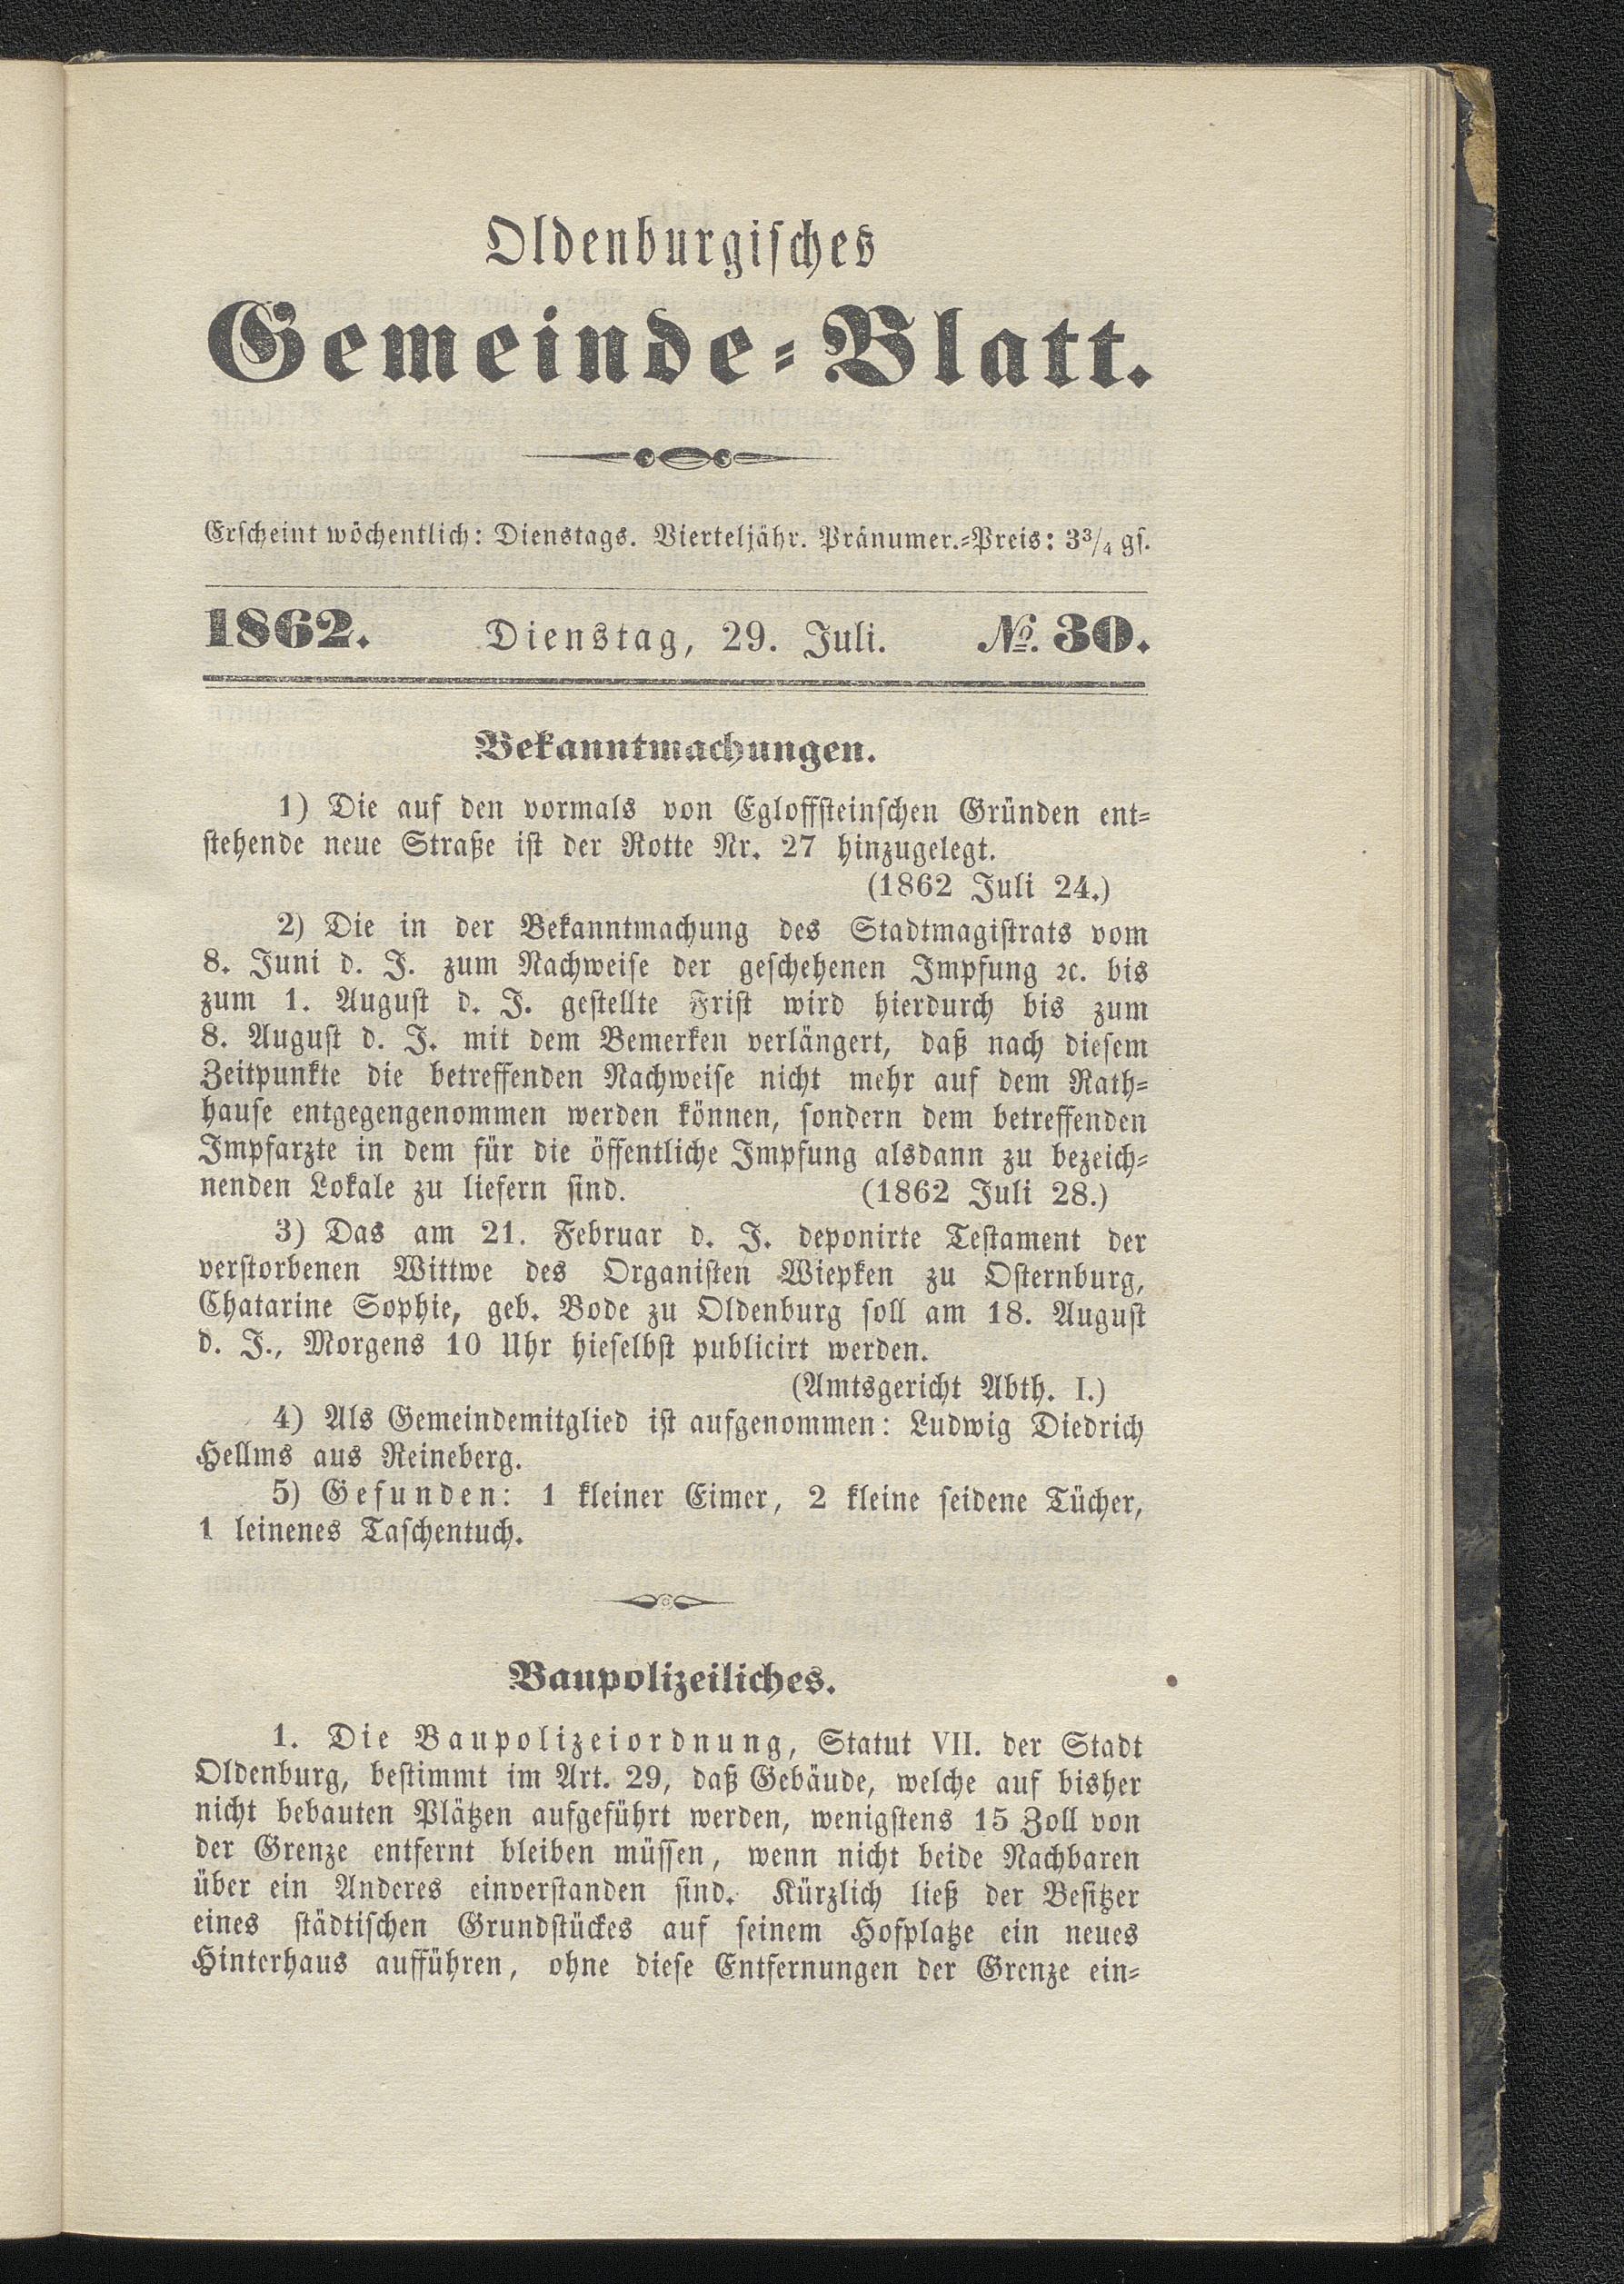 Oldenburgisches
Gemeinde-Blatt.
Erscheint wöchentlich: Dienstags. Vierteljähr. Pränumer.-Preis: 3¾ gs.
1862. Dienstag, 29. Juli. №. 30.
Bekanntmachungen.
1) Die auf den vormals von Egloffsteinschen Gründen ent-
stehende neue Straße ist der Rotte Nr. 27 hinzugelegt.
(1862 Juli 24.)
2) Die in der Bekanntmachung des Stadtmagistrats vom
8. Juni d. J. zum Nachweise der geschehenen Impfung ꝛc. bis
zum 1. August d. J. gestellte Frist wird hierdurch bis zum
8. August d. J. mit dem Bemerken verlängert, daß nach diesem
Zeitpunkte die betreffenden Nachweise nicht mehr auf dem Rath-
hause entgegengenommen werden können, sondern dem betreffenden
Impfarzte in dem für die öffentliche Impfung alsdann zu bezeich-
nenden Lokale zu liefern sind. (1862 Juli 28.)
3) Das am 21. Februar d. J. deponirte Testament der
verstorbenen Wittwe des Organisten Wiepken zu Osternburg,
Chatarine Sophie, geb. Bode zu Oldenburg soll am 18. August
d. J., Morgens 10 Uhr hieselbst publicirt werden.
(Amtsgericht Abth. I.)
4) Als Gemeindemitglied ist aufgenommen: Ludwig Diedrich
Hellms aus Reineberg.
5) Gefunden: 1 kleiner Eimer, 2 kleine seidene Tücher,
1 leinenes Taschentuch.
Baupolizeiliches.
1. Die Baupolizeiordnung, Statut VII. der Stadt
Oldenburg, bestimmt im Art. 29, daß Gebäude, welche auf bisher
nicht bebauten Plätzen aufgeführt werden, wenigstens 15 Zoll von
der Grenze entfernt bleiben müssen, wenn nicht beide Nachbaren
über ein Anderes einverstanden sind. Kürzlich ließ der Besitzer
eines städtischen Grundstückes auf seinem Hofplatze ein neues
Hinterhaus aufführen, ohne diese Entfernungen der Grenze ein-